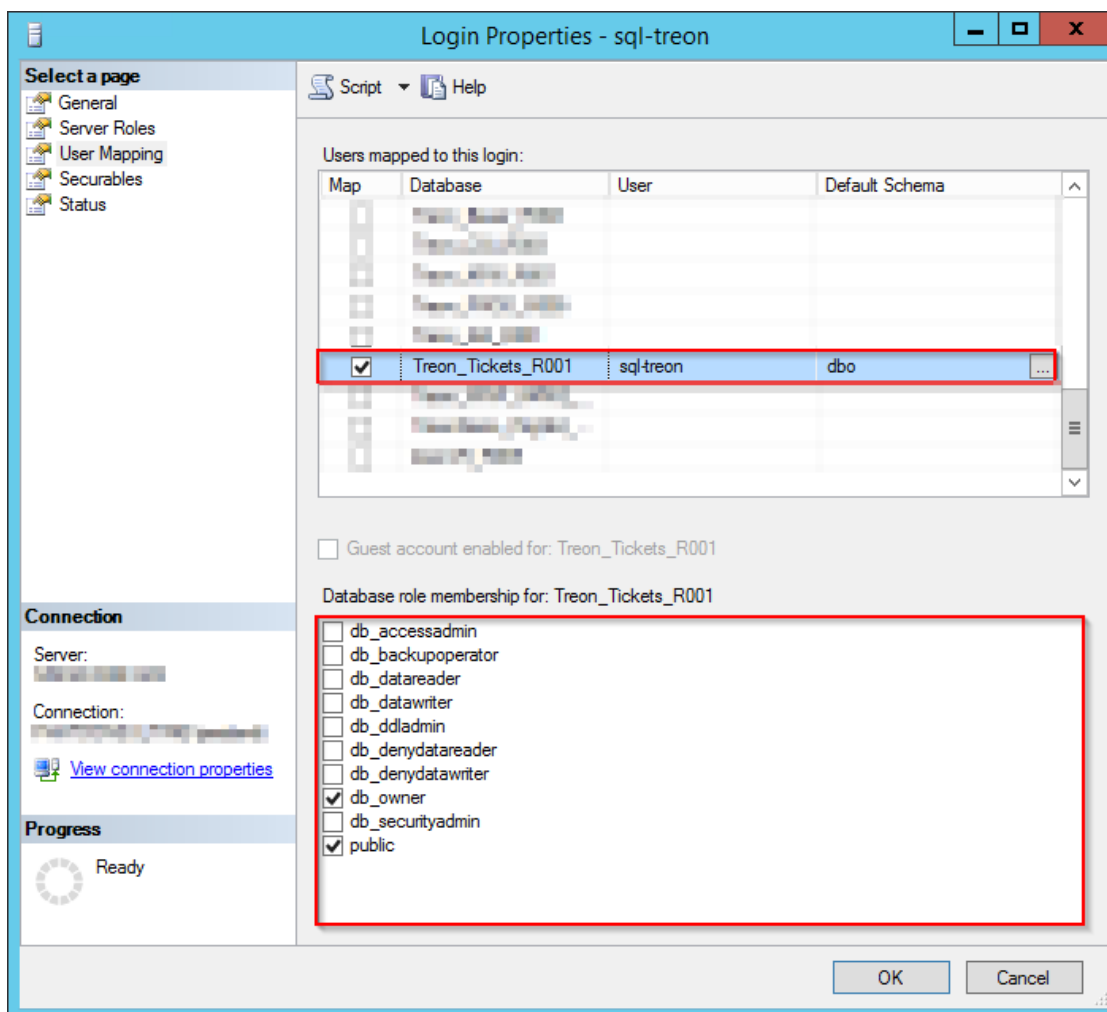 Login Properties - sql-treon
Select a page
General
Server Roles
User Mapping
Securables
Status
Script
Help
Users mapped to this login:
Map Database User Default Schema
Treon_Tickets_R001 sql-treon dbo ...
Guest account enabled for: Treon_Tickets_R001
Database role membership for: Treon_Tickets_R001
db_accessadmin
db_backupoperator
db_datareader
db_datawriter
db_ddladmin
db_denydatareader
db_denydatawriter
db_owner
db_securityadmin
public
Connection
Server:
Connection:
View connection properties
Progress
Ready
OK Cancel